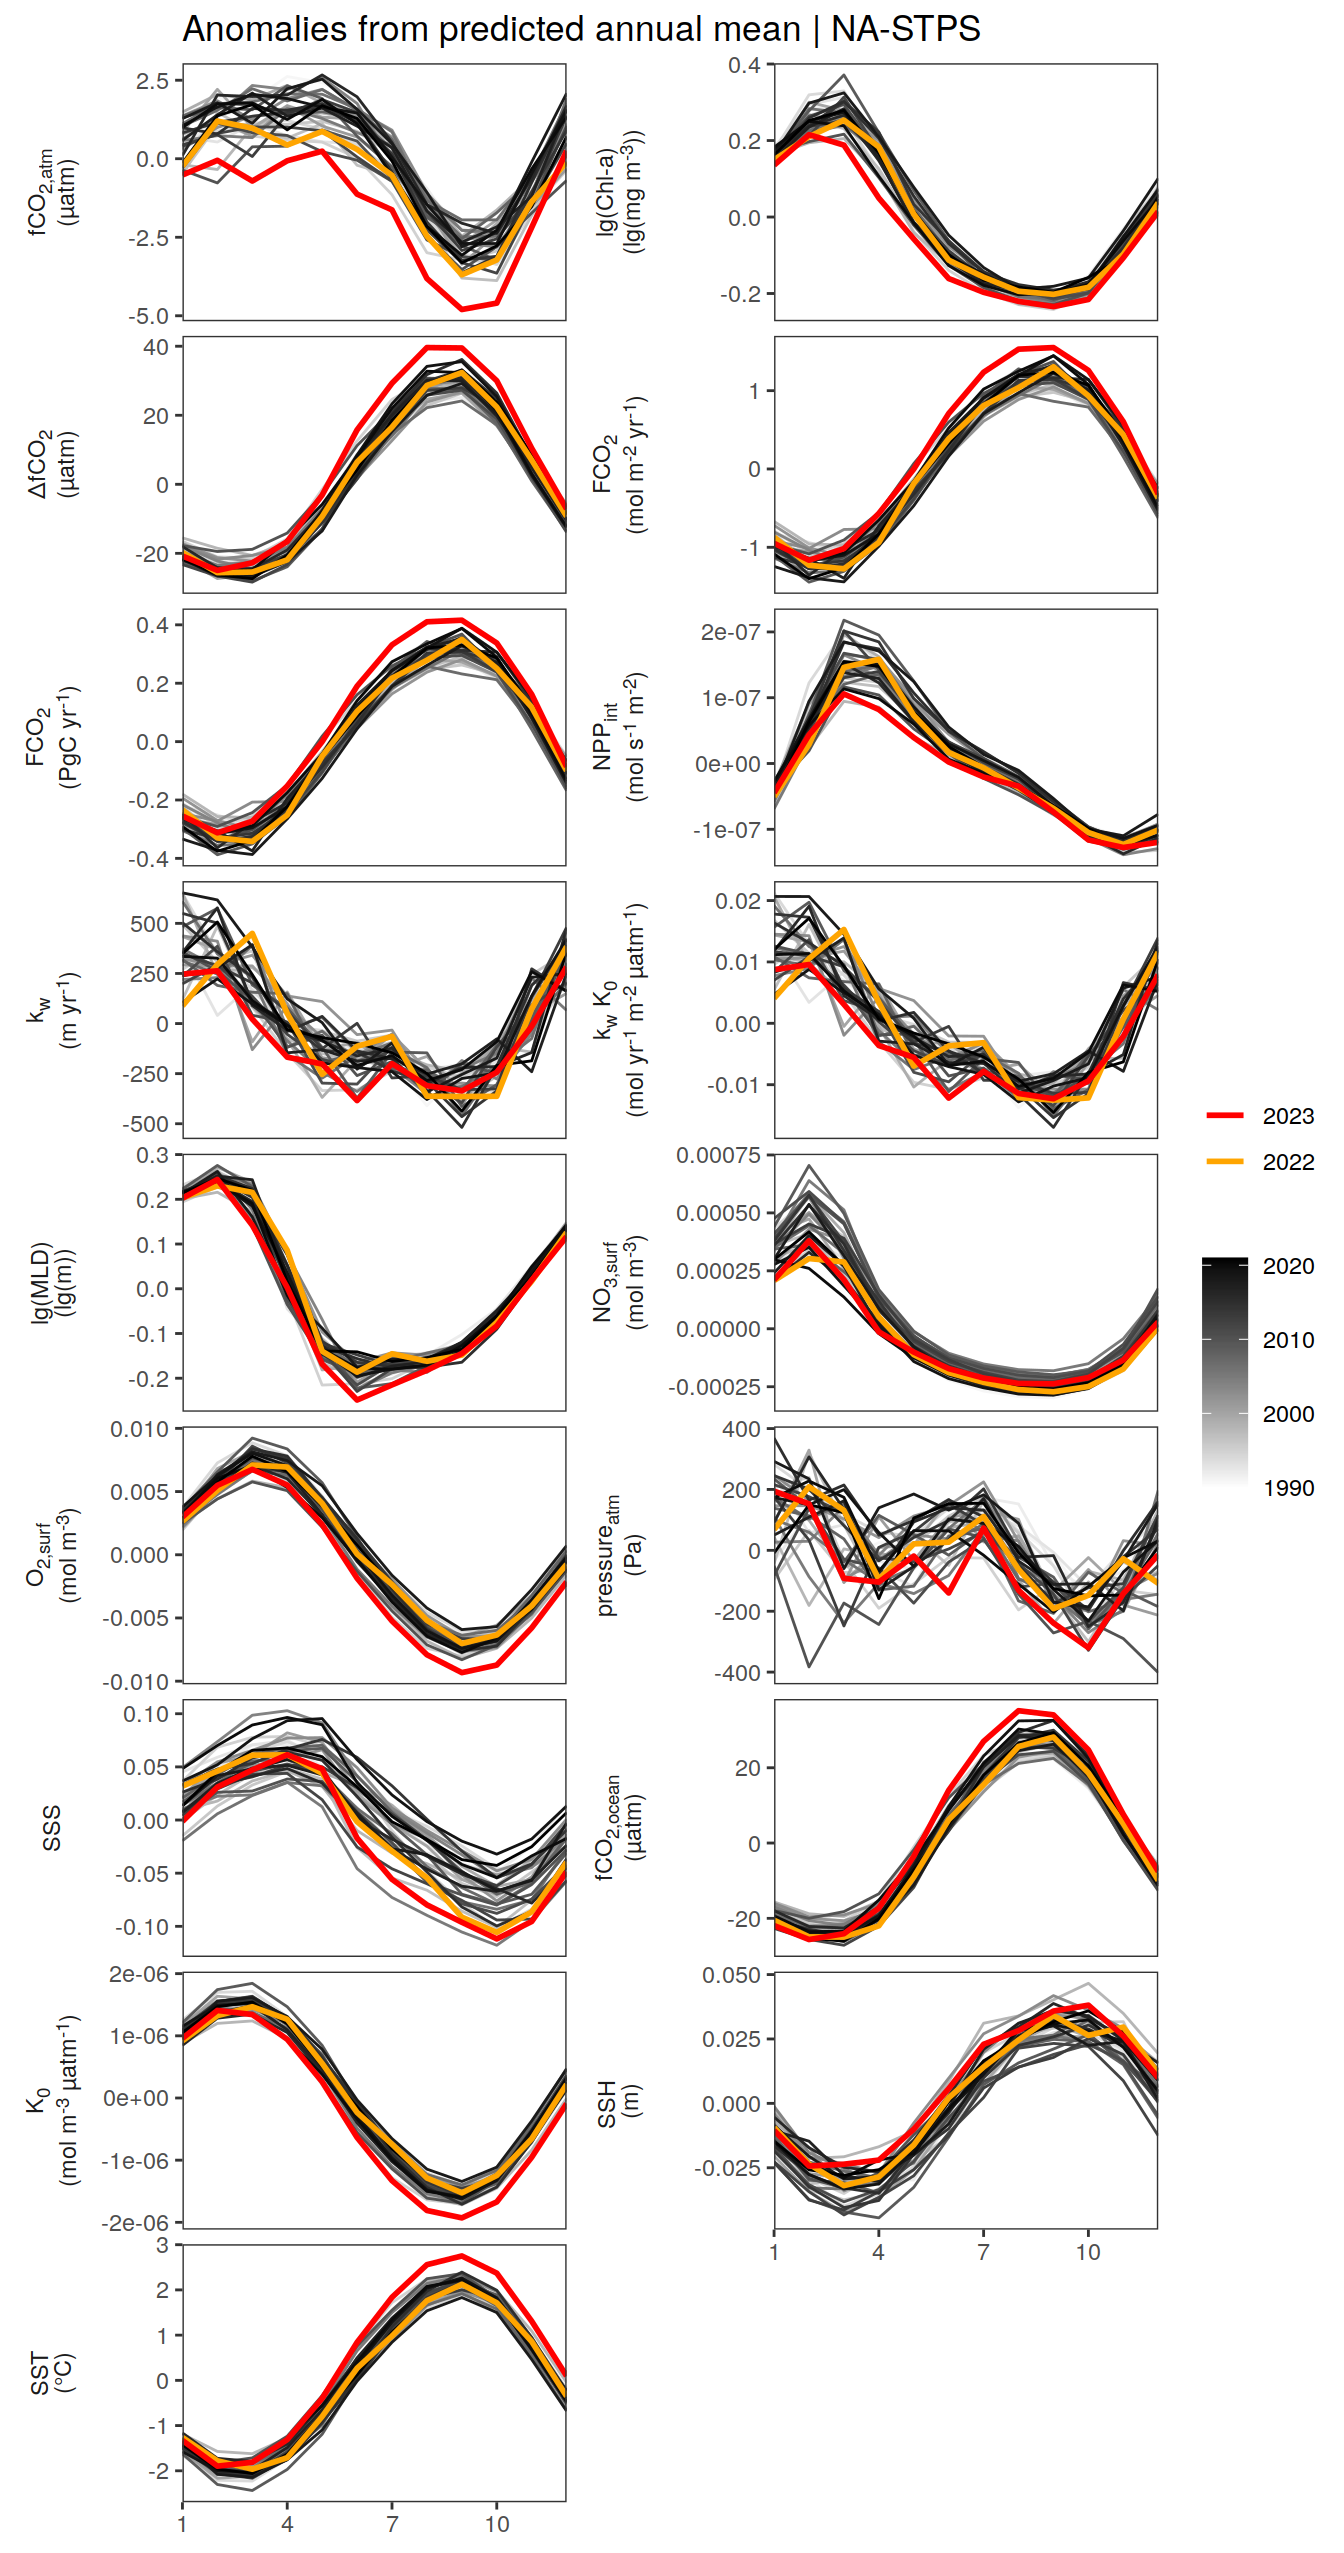 Anomalies from predicted annual mean | NA-STPS
fCO2,atm
(µatm)
2.5
0.0
-2.5
-5.0
lg(Chl-a)
(lg(mg m-3))
0.4
0.2
0.0
-0.2
ΔfCO2
(µatm)
40
20
0
-20
FCO2
(mol m-2 yr-1)
1
0
-1
FCO2
(PgC yr-1)
0.4
0.2
0.0
-0.2
-0.4
NPPint
(mol s-1 m-2)
2e-07
1e-07
0e+00
-1e-07
kw
(m yr-1)
500
250
0
-250
-500
kw K0
(mol yr-1 m-2 µatm-1)
0.02
0.01
0.00
-0.01
lg(MLD)
(lg(m))
0.3
0.2
0.1
0.0
-0.1
-0.2
NO3,surf
(mol m-3)
0.00075
0.00050
0.00025
0.00000
-0.00025
O2,surf
(mol m-3)
0.010
0.005
0.000
-0.005
-0.010
pressureatm
(Pa)
400
200
0
-200
-400
SSS
0.10
0.05
0.00
-0.05
-0.10
fCO2,ocean
(µatm)
20
0
-20
K0
(mol m-3 µatm-1)
2e-06
1e-06
0e+00
-1e-06
-2e-06
SSH
(m)
0.050
0.025
0.000
-0.025
1 4 7 10
SST
(°C)
3
2
1
0
-1
-2
1 4 7 10
2023
2022
2020
2010
2000
1990